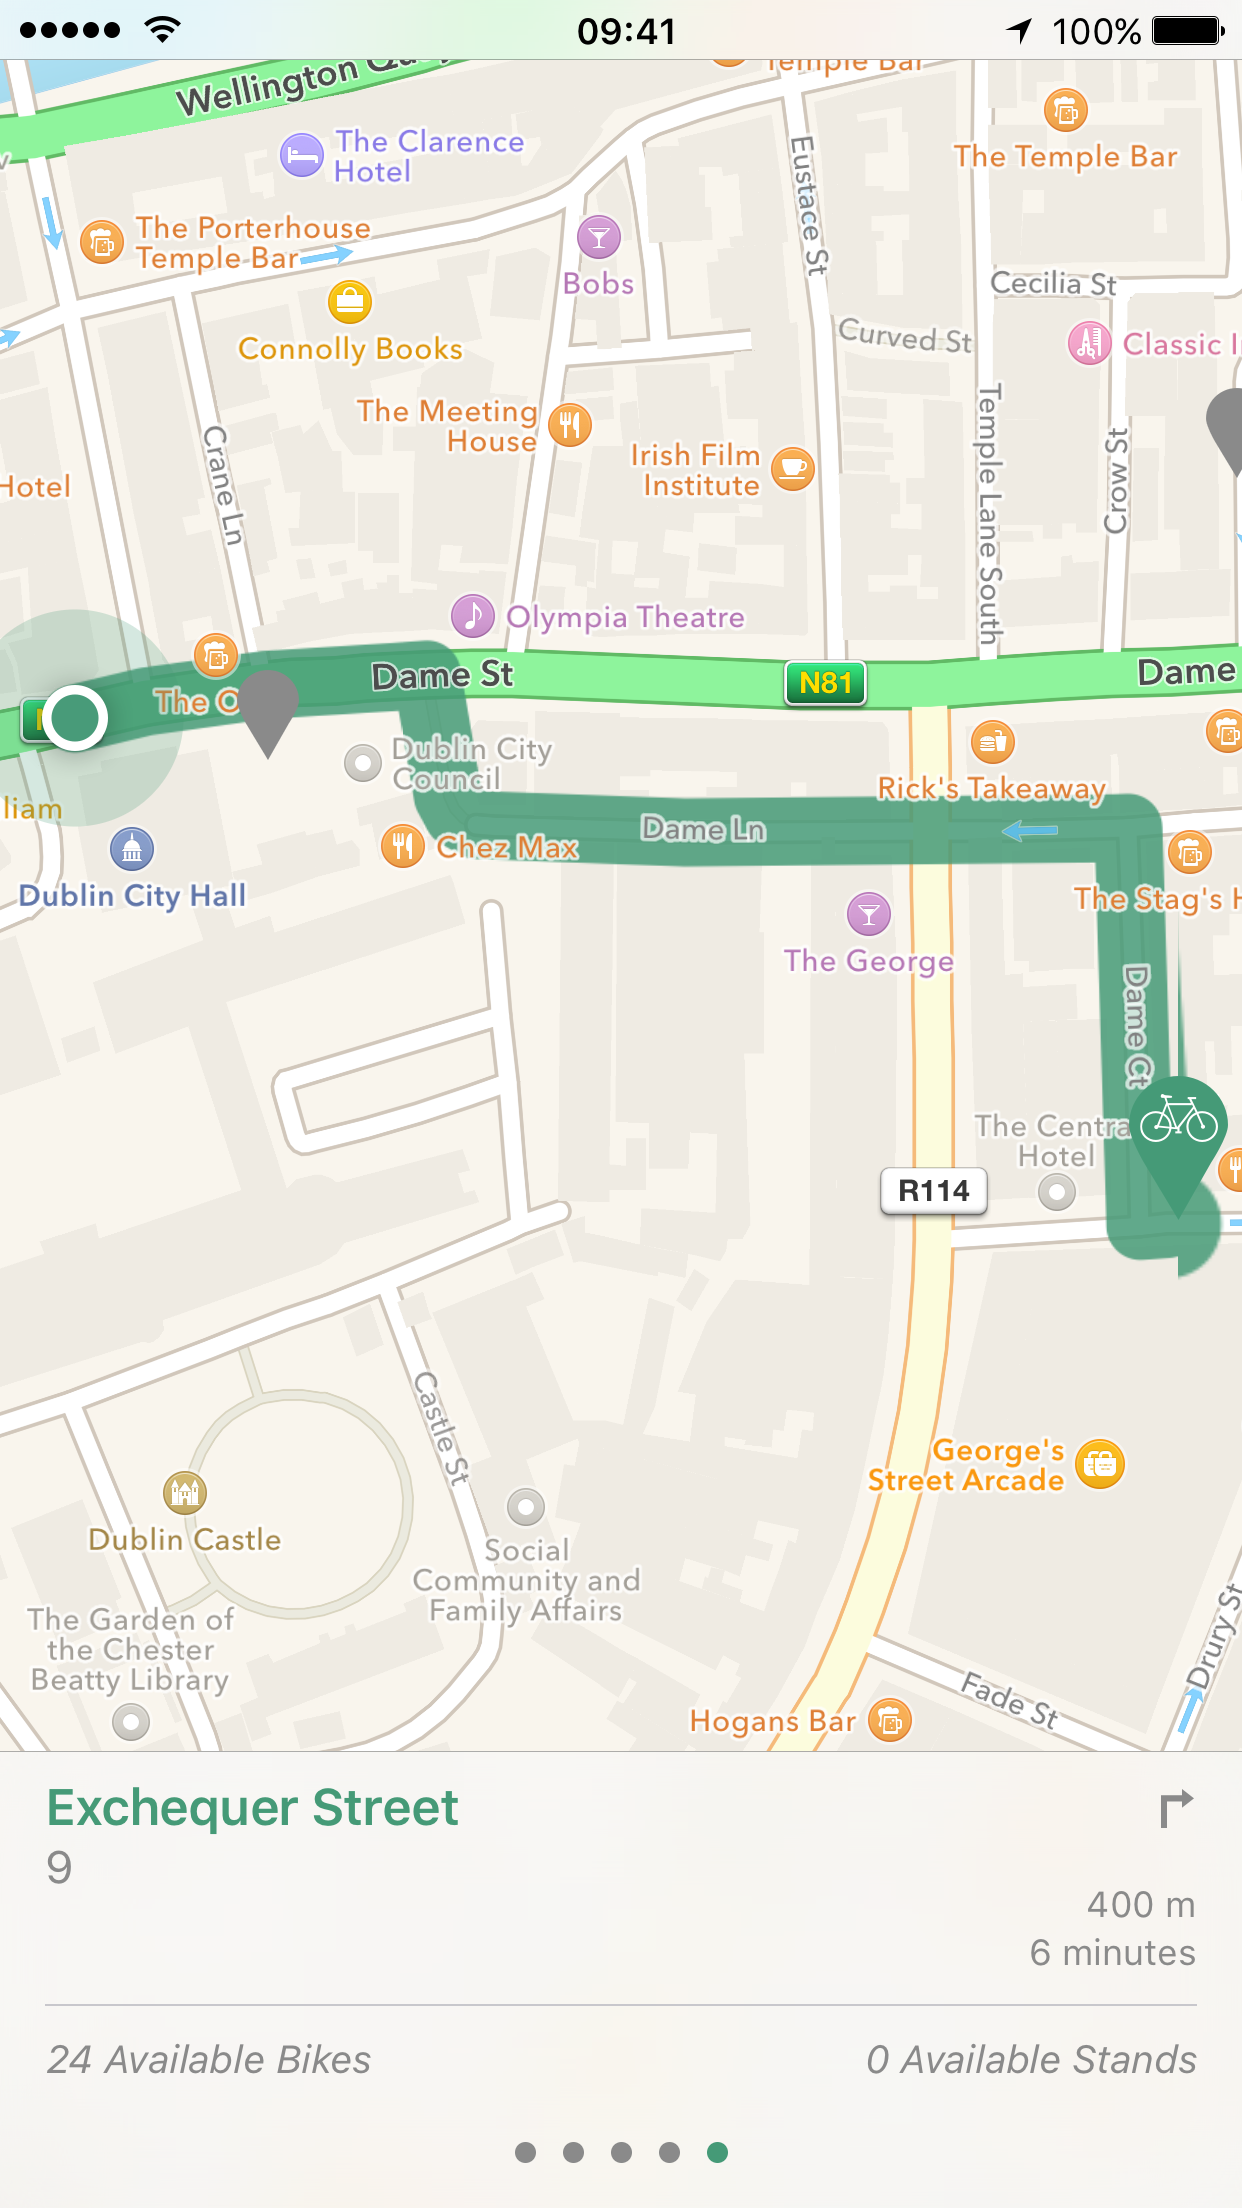 09:41
100%
Wellington
Temple Bar
The Clarence
Hotel
The Temple Bar
Eustace St
The Porterhouse
Temple Bar
Bobs
Cecilia St
Connolly Books
Curved St
Classic
The Meeting
House
Irish Film
Institute
Hotel
Crane Ln
Temple Lane South
Crow St
Olympia Theatre
Dame St
N81
Dame
The
Dublin City
Council
Rick's Takeaway
Dame Ln
Chez Max
Dublin City Hall
The Stag's
The George
Dame Ct
The Central
Hotel
R114
Castle St
George's
Street Arcade
Dublin Castle
Social
Community and
Family Affairs
The Garden of
the Chester
Beatty Library
Drury St
Fade St
Hogans Bar
Exchequer Street
9
400 m
6 minutes
24 Available Bikes
0 Available Stands